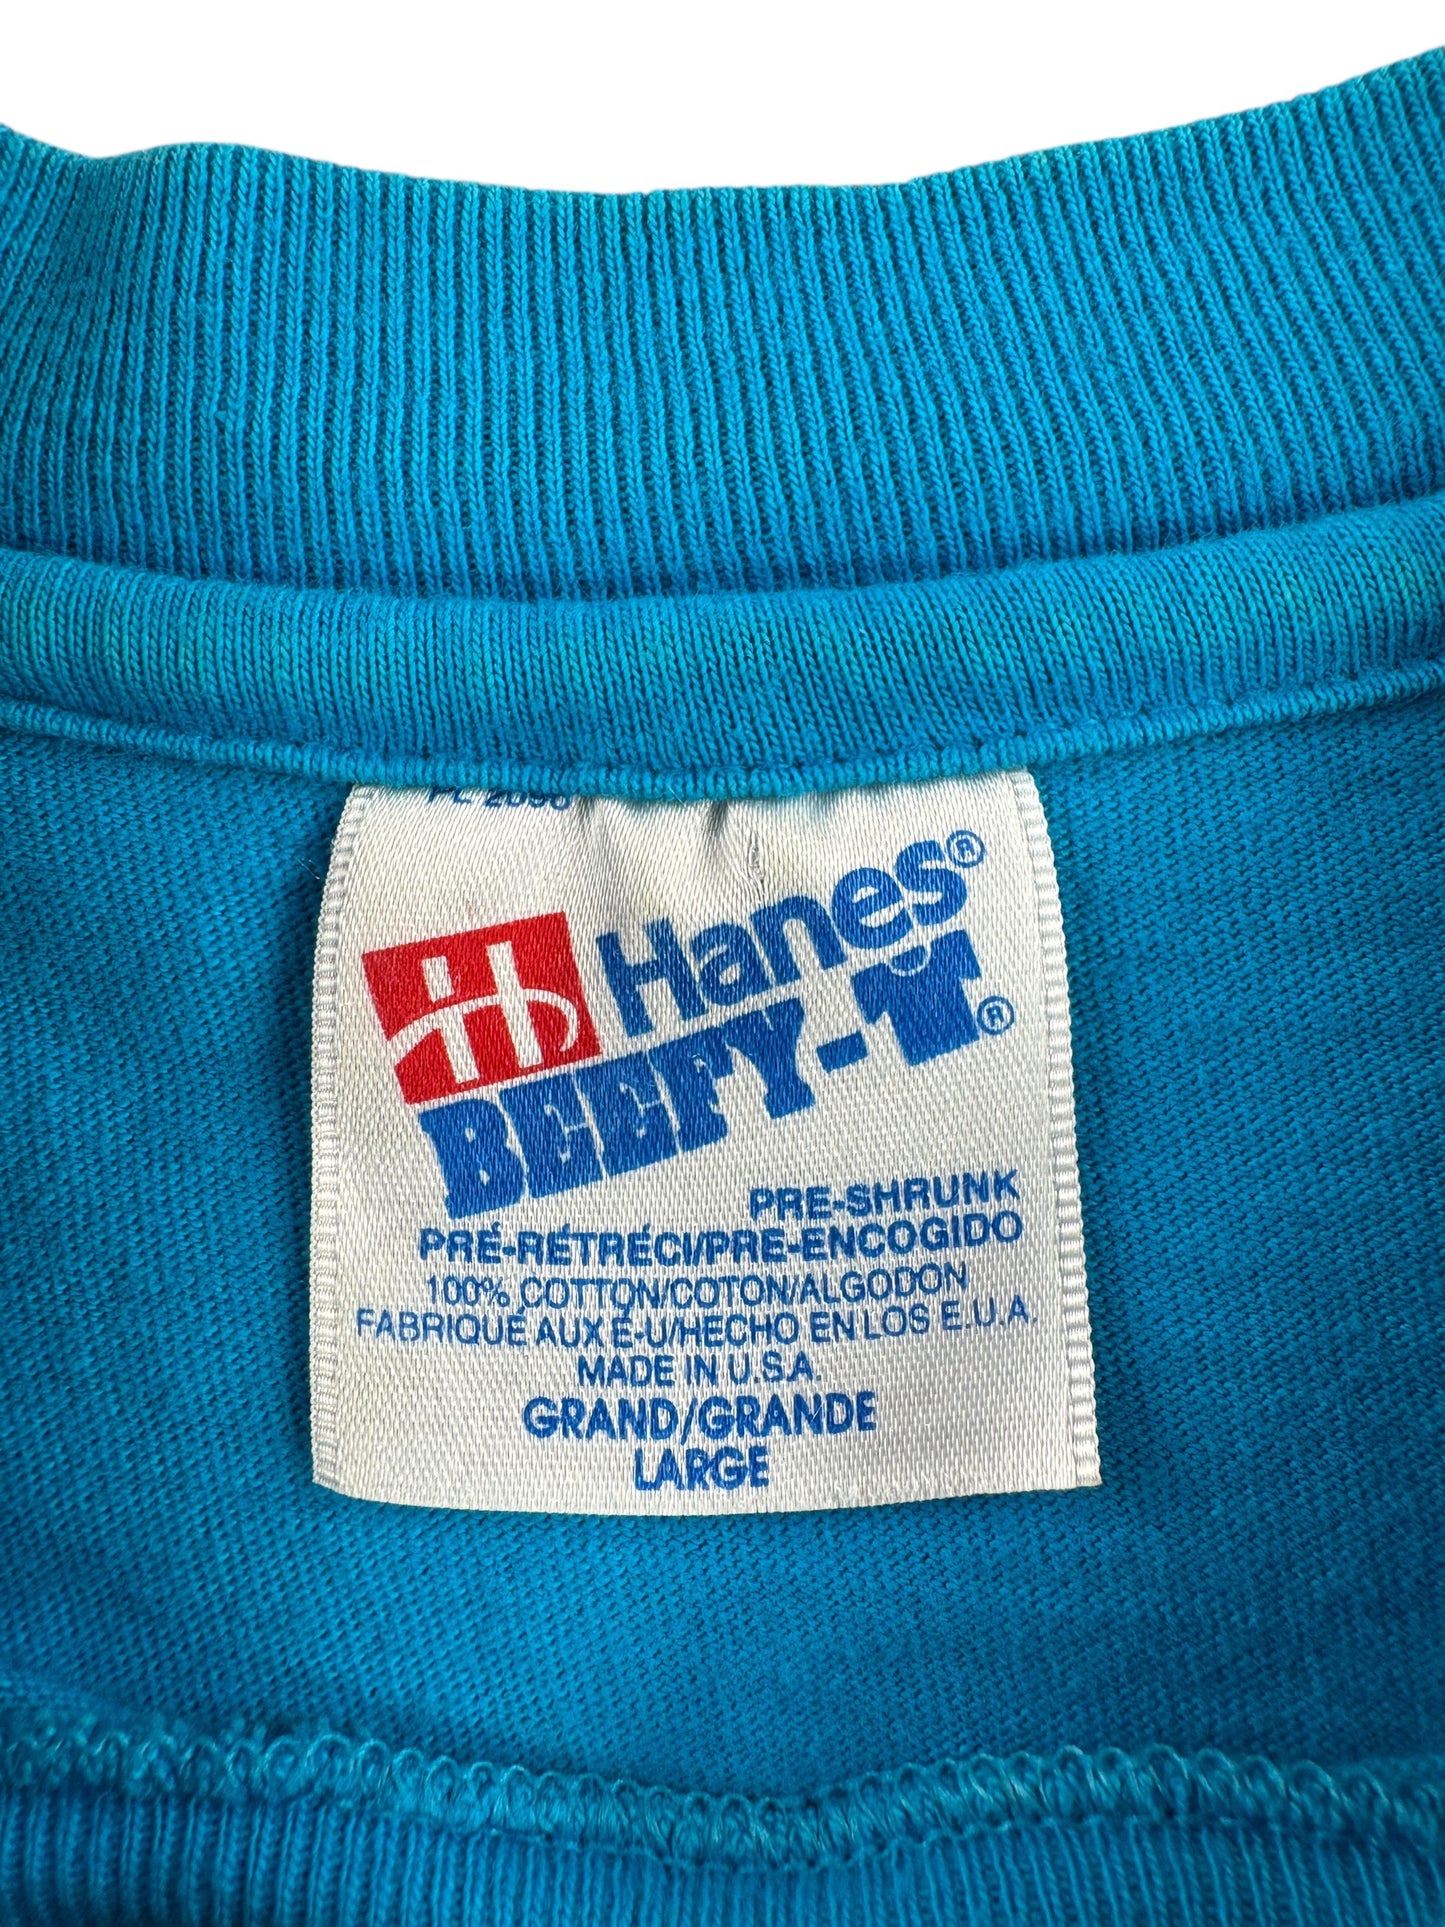 Hanes®
BEEFY-T®
PRE-SHRUNK
PRÉ-RÉTRÉCI/PRE-ENCOGIDO
100% COTTON/COTON/ALGODON
FABRIQUÉ AUX É-U/HECHO EN LOS E.U.A.
MADE IN U.S.A.
GRAND/GRANDE
LARGE